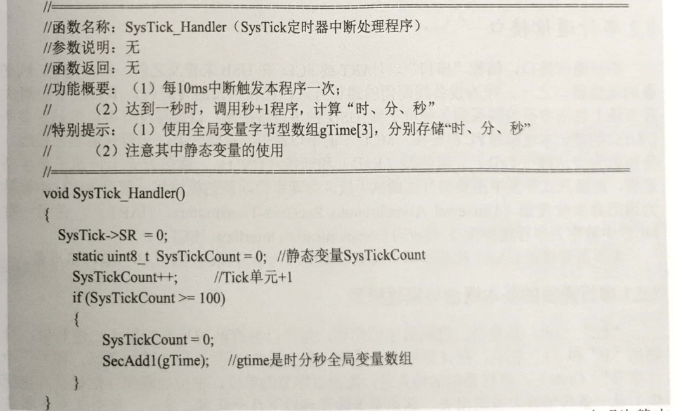 //=====================================================
//函数名称：SysTick_Handler（SysTick定时器中断处理程序）
//参数说明：无
//函数返回：无
//功能概要：（1）每10ms中断触发本程序一次；
//        （2）达到一秒时，调用秒+1程序，计算“时、分、秒”
//特别提示：（1）使用全局变量字节型数组gTime[3]，分别存储“时、分、秒”
//        （2）注意其中静态变量的使用
//=====================================================
void SysTick_Handler()
{
SysTick->SR = 0;
static uint8_t SysTickCount = 0; //静态变量SysTickCount
SysTickCount++; //Tick单元+1
if (SysTickCount >= 100)
{
SysTickCount = 0;
SecAdd1(gTime); //gtime是时分秒全局变量数组
}
}